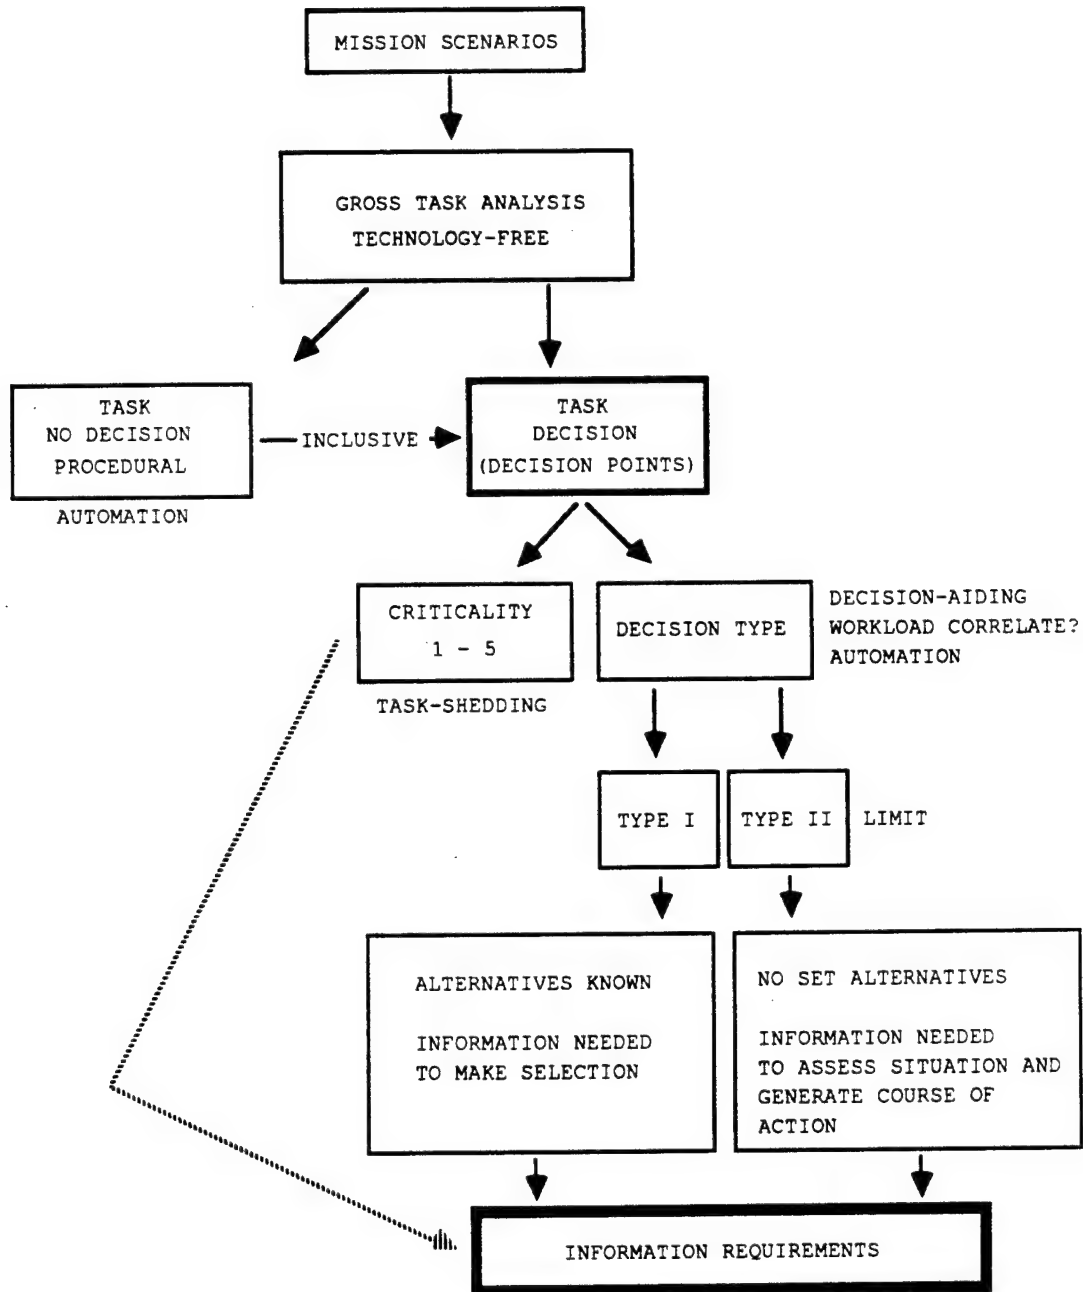 MISSION SCENARIOS
GROSS TASK ANALYSIS
TECHNOLOGY-FREE
TASK
NO DECISION
PROCEDURAL
AUTOMATION
INCLUSIVE
TASK
DECISION
(DECISION POINTS)
CRITICALITY
1 - 5
TASK-SHEDDING
DECISION TYPE
DECISION-AIDING
WORKLOAD CORRELATE?
AUTOMATION
TYPE I
TYPE II
LIMIT
ALTERNATIVES KNOWN
INFORMATION NEEDED
TO MAKE SELECTION
NO SET ALTERNATIVES
INFORMATION NEEDED
TO ASSESS SITUATION AND
GENERATE COURSE OF
ACTION
INFORMATION REQUIREMENTS